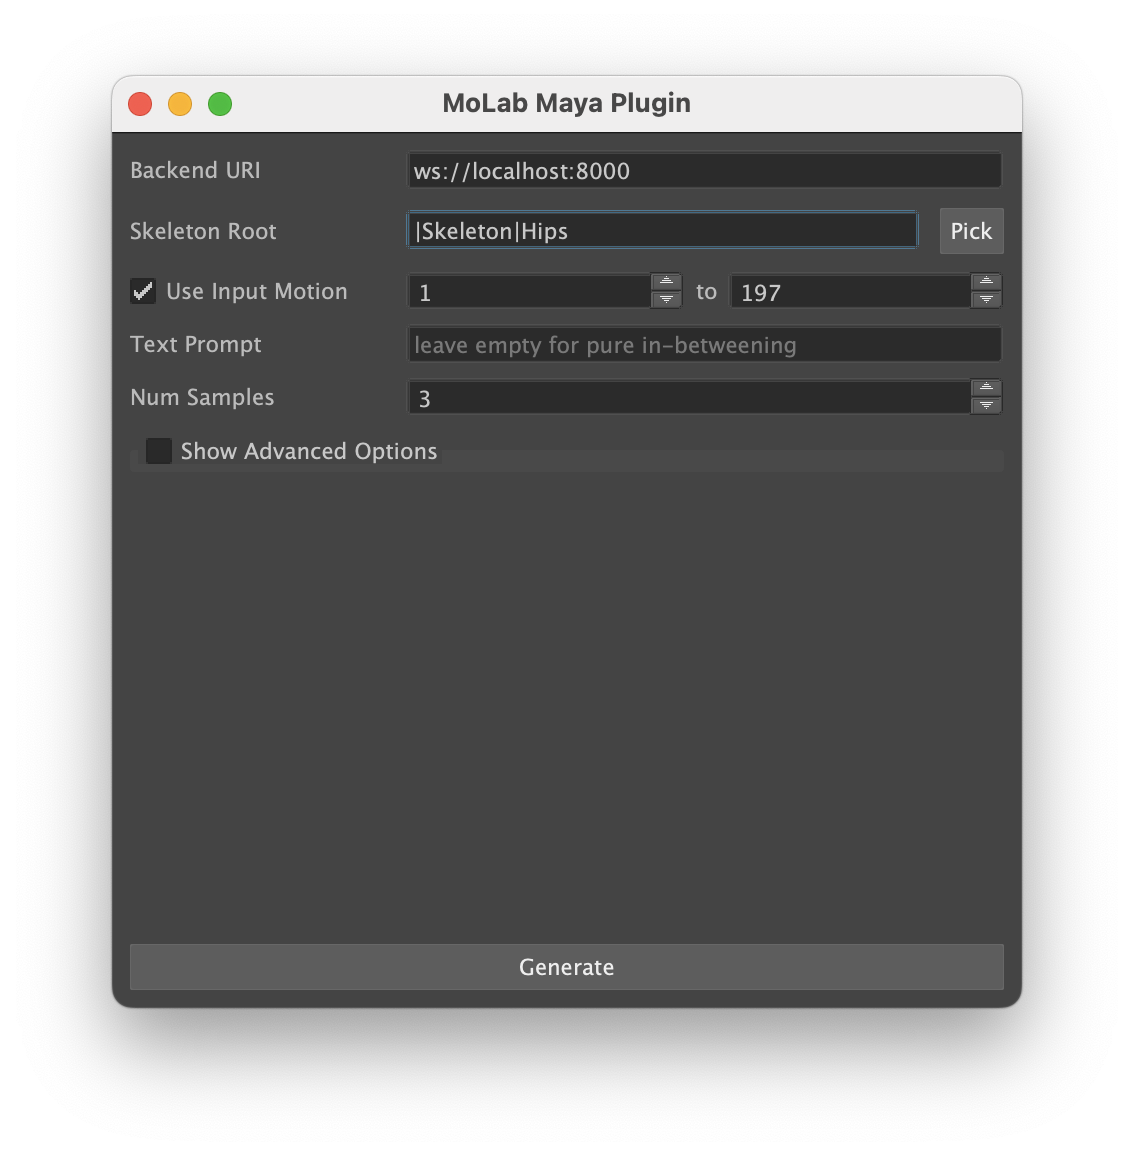 MoLab Maya Plugin
Backend URI ws://localhost:8000
Skeleton Root |Skeleton|Hips Pick
Use Input Motion 1 to 197
Text Prompt leave empty for pure in-betweening
Num Samples 3
Show Advanced Options
Generate